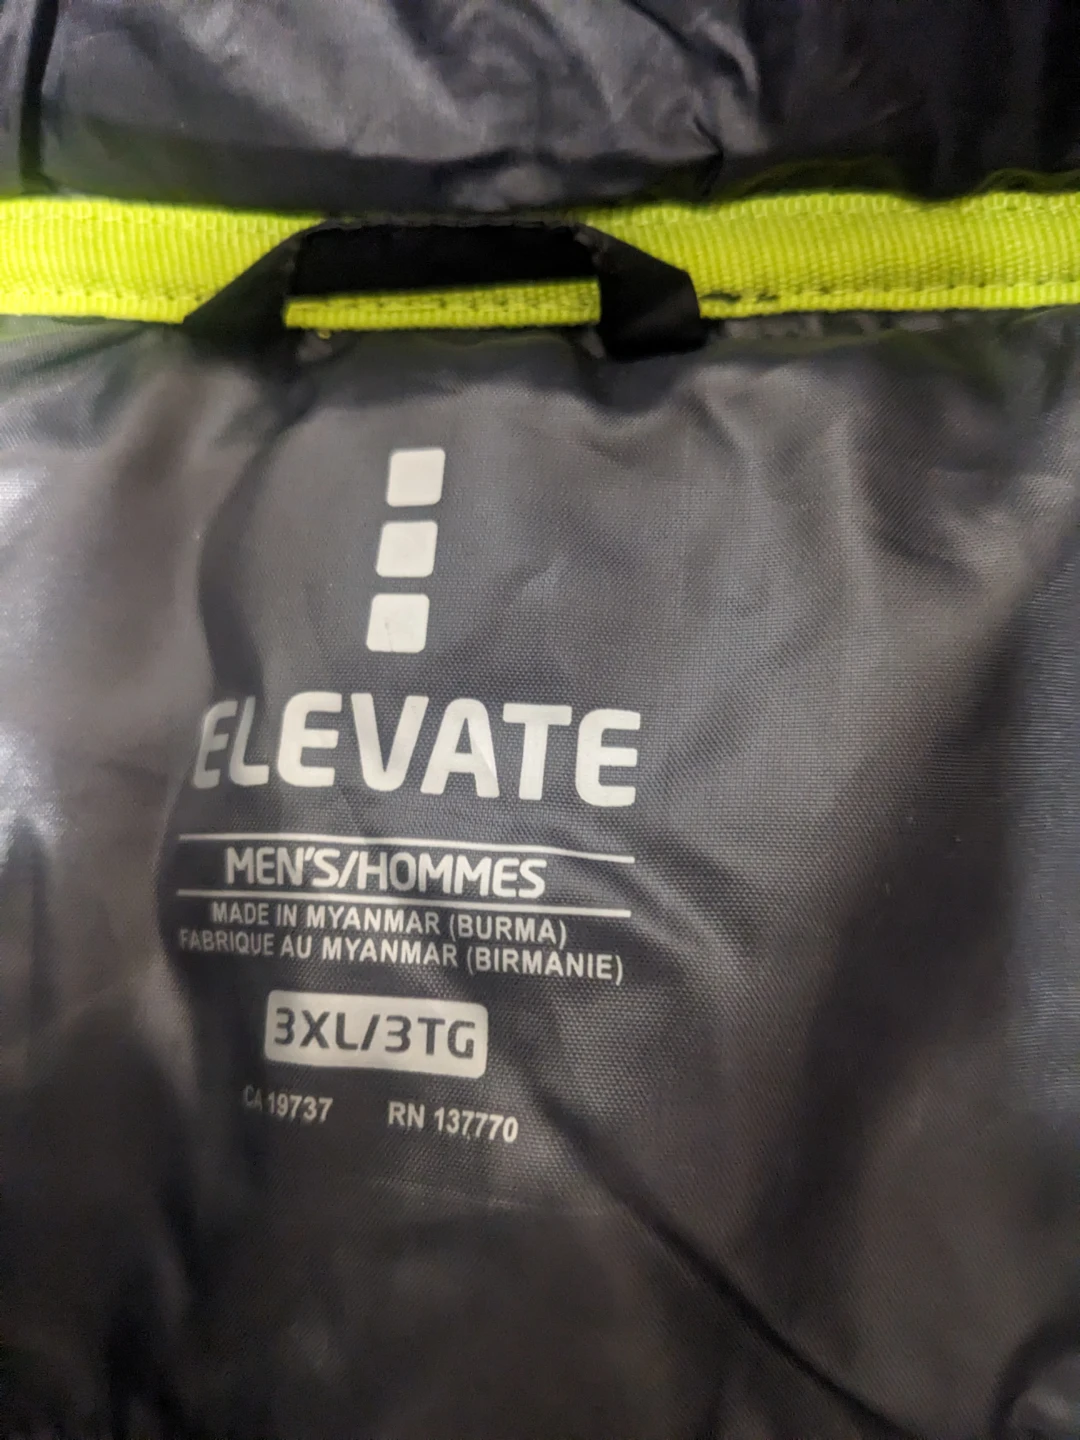 ELEVATE
MEN'S/HOMMES
MADE IN MYANMAR (BURMA)
FABRIQUE AU MYANMAR (BIRMANIE)
3XL/3TG
CA 19737 RN 137770